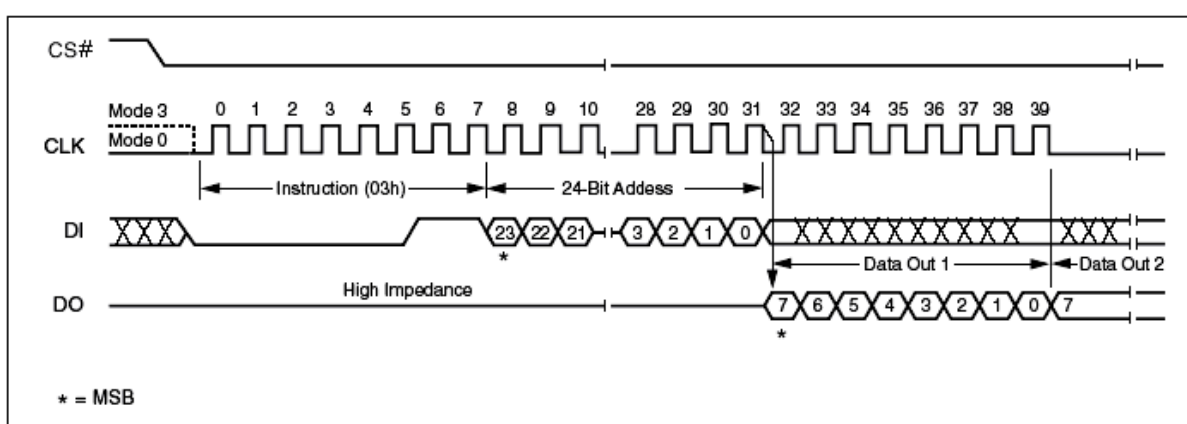 CS#
Mode 3 0 1 2 3 4 5 6 7 8 9 10 28 29 30 31 32 33 34 35 36 37 38 39
CLK Mode 0
Instruction (03h) 24-Bit Addess
DI 23 22 21 3 2 1 0
* Data Out 1 Data Out 2
High Impedance
DO 7 6 5 4 3 2 1 0 7
*
* = MSB